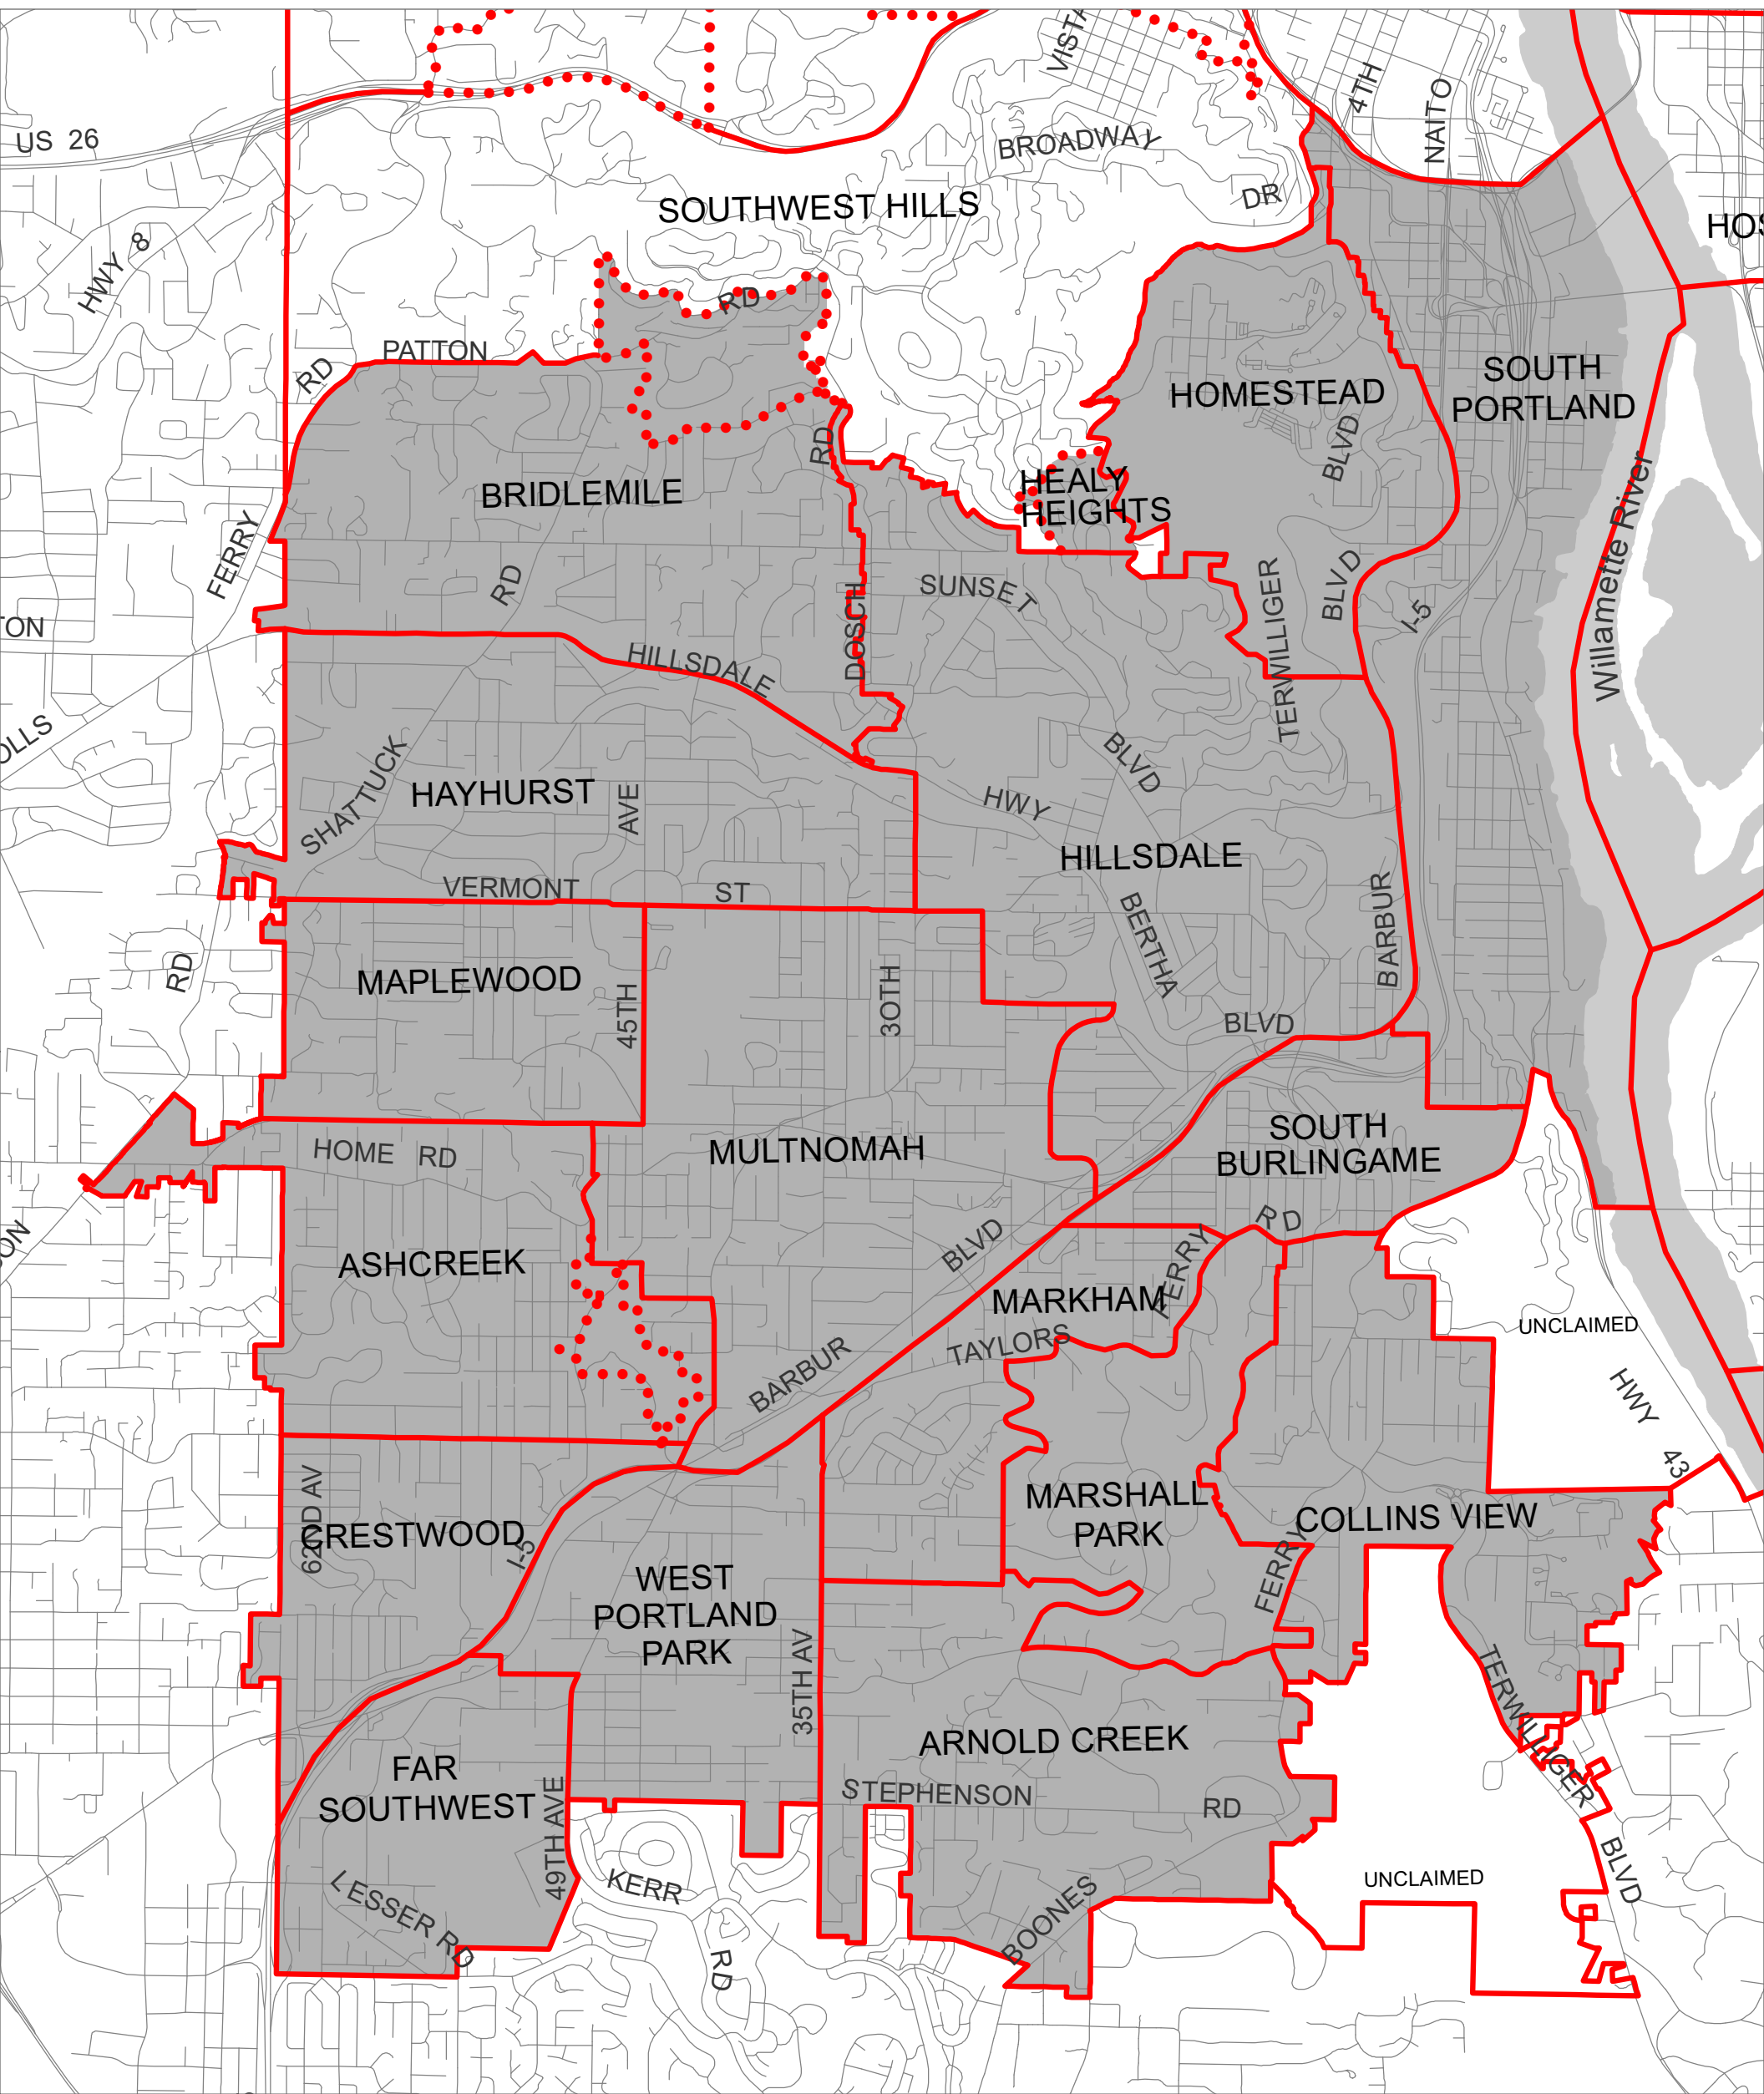 VISTA
4TH
NAITO
US 26
BROADWAY
DR
SOUTHWEST HILLS
HWY 8
RD
PATTON
RD
SOUTH
PORTLAND
HOMESTEAD
BLVD
RD
HEALY
HEIGHTS
BRIDLEMILE
Willamette River
FERRY
RD
SUNSET
TERWILLIGER
BLVD
I-5
DOSCH
HILLSDALE
SHATTUCK
HAYHURST
AVE
HWY
BLVD
HILLSDALE
VERMONT
ST
BERTHA
BARBUR
RD
MAPLEWOOD
45TH
30TH
BLVD
HOME RD
MULTNOMAH
SOUTH
BURLINGAME
RD
BLVD
FERRY
ASHCREEK
MARKHAM
TAYLORS
BARBUR
UNCLAIMED
HWY
43
62ND AV
CRESTWOOD
I-5
MARSHALL
PARK
COLLINS VIEW
FERRY
WEST
PORTLAND
PARK
35TH AV
TERWILLIGER
BLVD
ARNOLD CREEK
FAR
SOUTHWEST
STEPHENSON
RD
49TH AVE
LESSER RD
KERR
RD
BOONES
UNCLAIMED